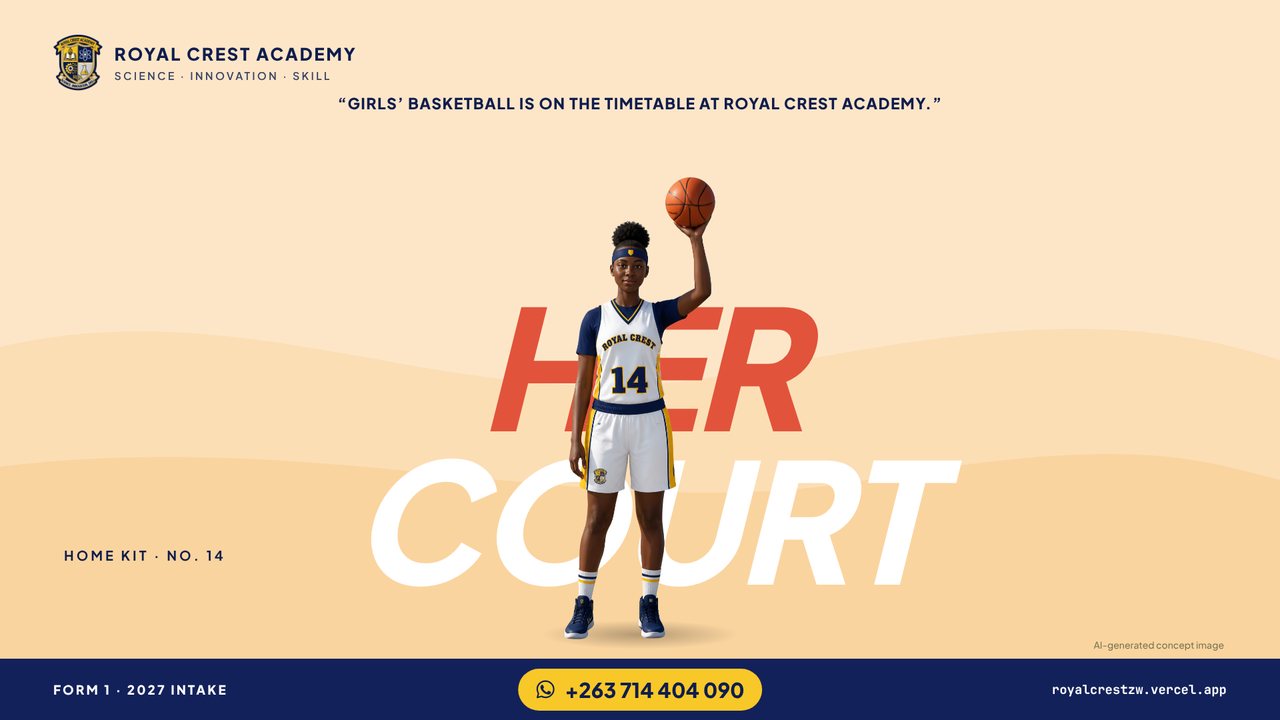 ROYAL CREST ACADEMY
SCIENCE · INNOVATION · SKILL
“GIRLS’ BASKETBALL IS ON THE TIMETABLE AT ROYAL CREST ACADEMY.”
HER
ROYAL CREST
14
COURT
HOME KIT · NO. 14
AI-generated concept image
FORM 1 · 2027 INTAKE
+263 714 404 090
royalcrestzw.vercel.app